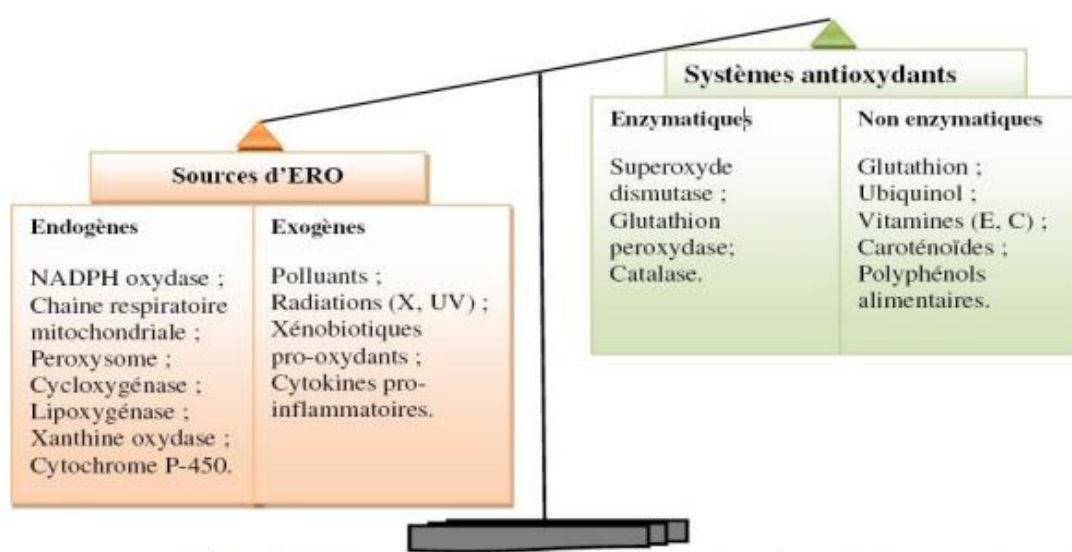 Systèmes antioxydants
Enzymatiques
Superoxyde
dismutase ;
Glutathion
peroxydase;
Catalase.
Non enzymatiques
Glutathion ;
Ubiquinol ;
Vitamines (E, C) ;
Caroténoïdes ;
Polyphénols
alimentaires.
Sources d’ERO
Endogènes
NADPH oxydase ;
Chaine respiratoire
mitochondriale ;
Peroxysome ;
Cycloxygénase ;
Lipoxygénase ;
Xanthine oxydase ;
Cytochrome P-450.
Exogènes
Polluants ;
Radiations (X, UV) ;
Xénobiotiques
pro-oxydants ;
Cytokines pro-
inflammatoires.